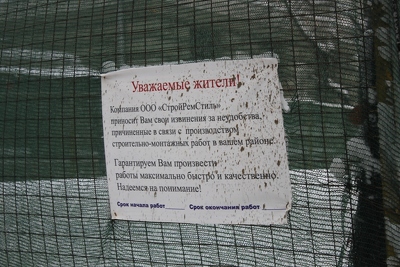 Уважаемые жители!
Компания ООО «СтройРемСтиль»
приносит Вам свои извинения за неудобства,
причиненные в связи с производством
строительно-монтажных работ в вашем районе.
Гарантируем Вам произвести
работы максимально быстро и качественно.
Надеемся на понимание!
Срок начала работ_______ Срок окончания работ